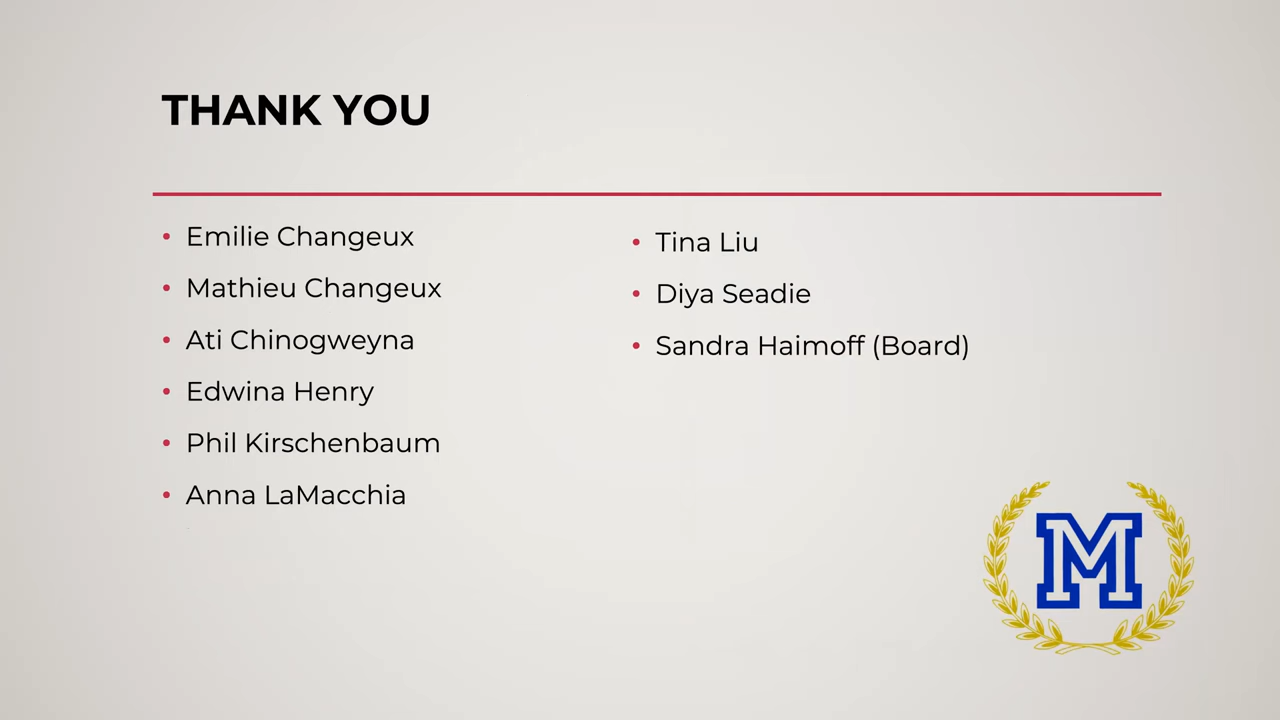 THANK YOU
• Emilie Changeux
• Mathieu Changeux
• Ati Chinogweyna
• Edwina Henry
• Phil Kirschenbaum
• Anna LaMacchia
• Tina Liu
• Diya Seadie
• Sandra Haimoff (Board)
M